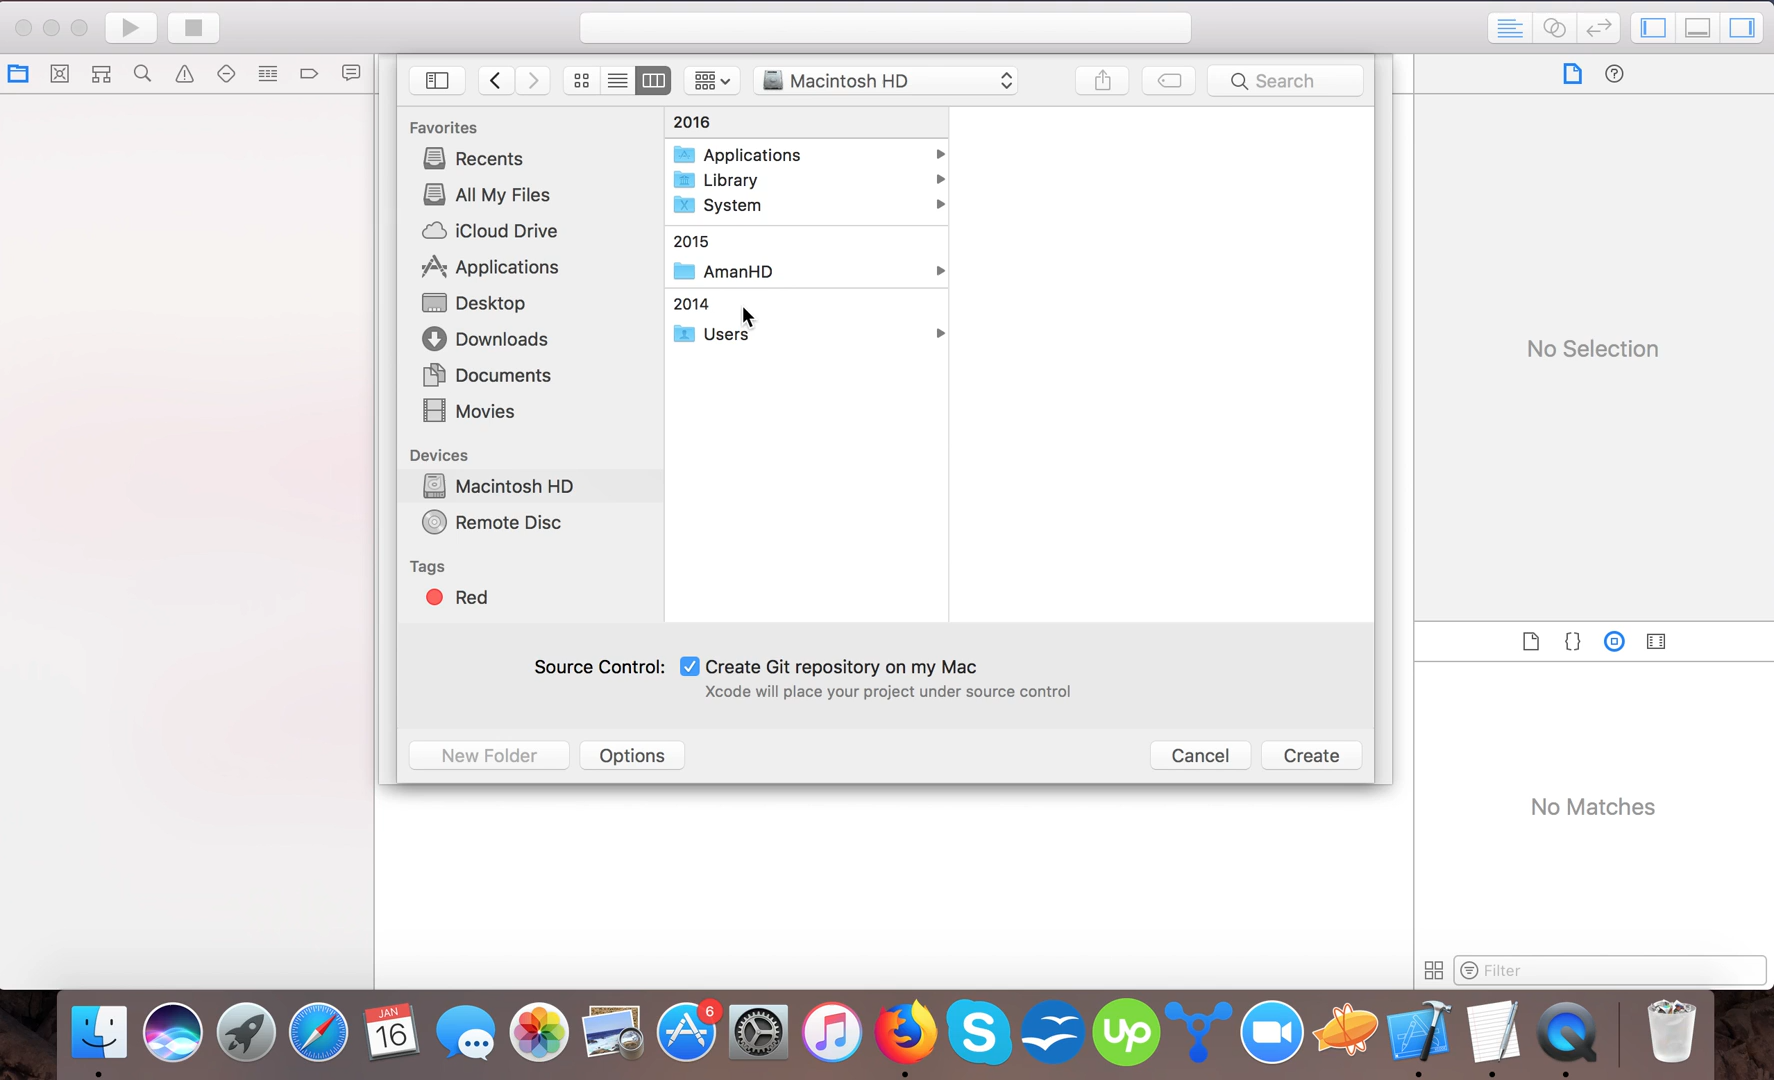 Macintosh HD
Search
Favorites
Recents
All My Files
iCloud Drive
Applications
Desktop
Downloads
Documents
Movies
Devices
Macintosh HD
Remote Disc
Tags
Red
2016
Applications
Library
System
2015
AmanHD
2014
Users
No Selection
Source Control: Create Git repository on my Mac
Xcode will place your project under source control
New Folder
Options
Cancel
Create
No Matches
Filter
JAN
16
6
S
up